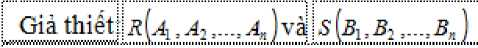 Giả thiết R(A₁, A₂,..., Aₙ) và S(B₁, B₂,..., Bₙ)